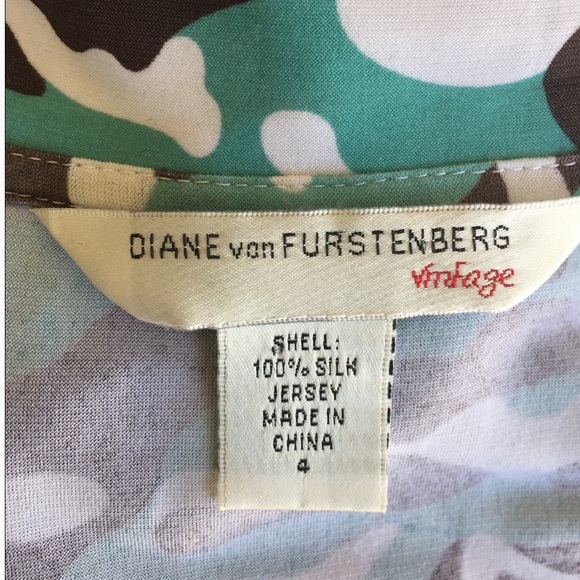 DIANE von FURSTENBERG
vintage
SHELL:
100% SILK
JERSEY
MADE IN
CHINA
4